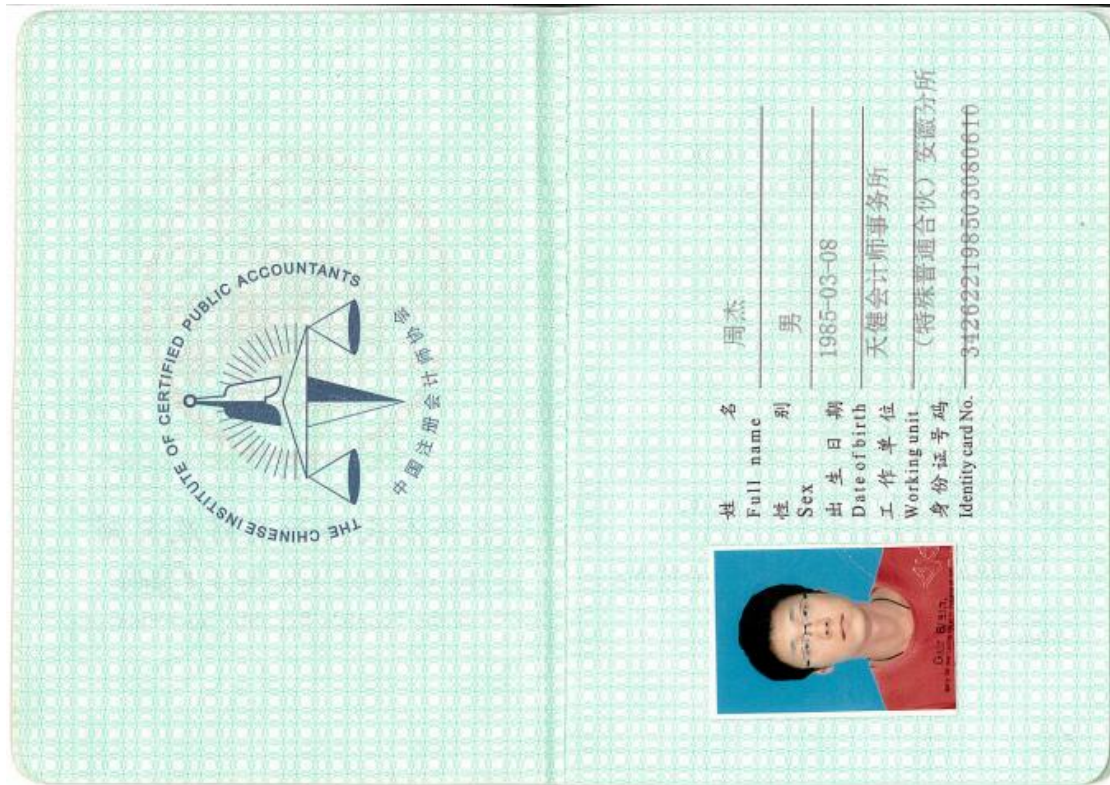 THE CHINESE INSTITUTE OF CERTIFIED PUBLIC ACCOUNTANTS
中国注册会计师协会
姓 名 周杰
Full name
性 别 男
Sex
出 生 日 期 1985-03-08
Date of birth
工 作 单 位 天健会计师事务所
Working unit (特殊普通合伙) 安徽分所
身 份 证 号 码
Identity card No. 342622198503080610